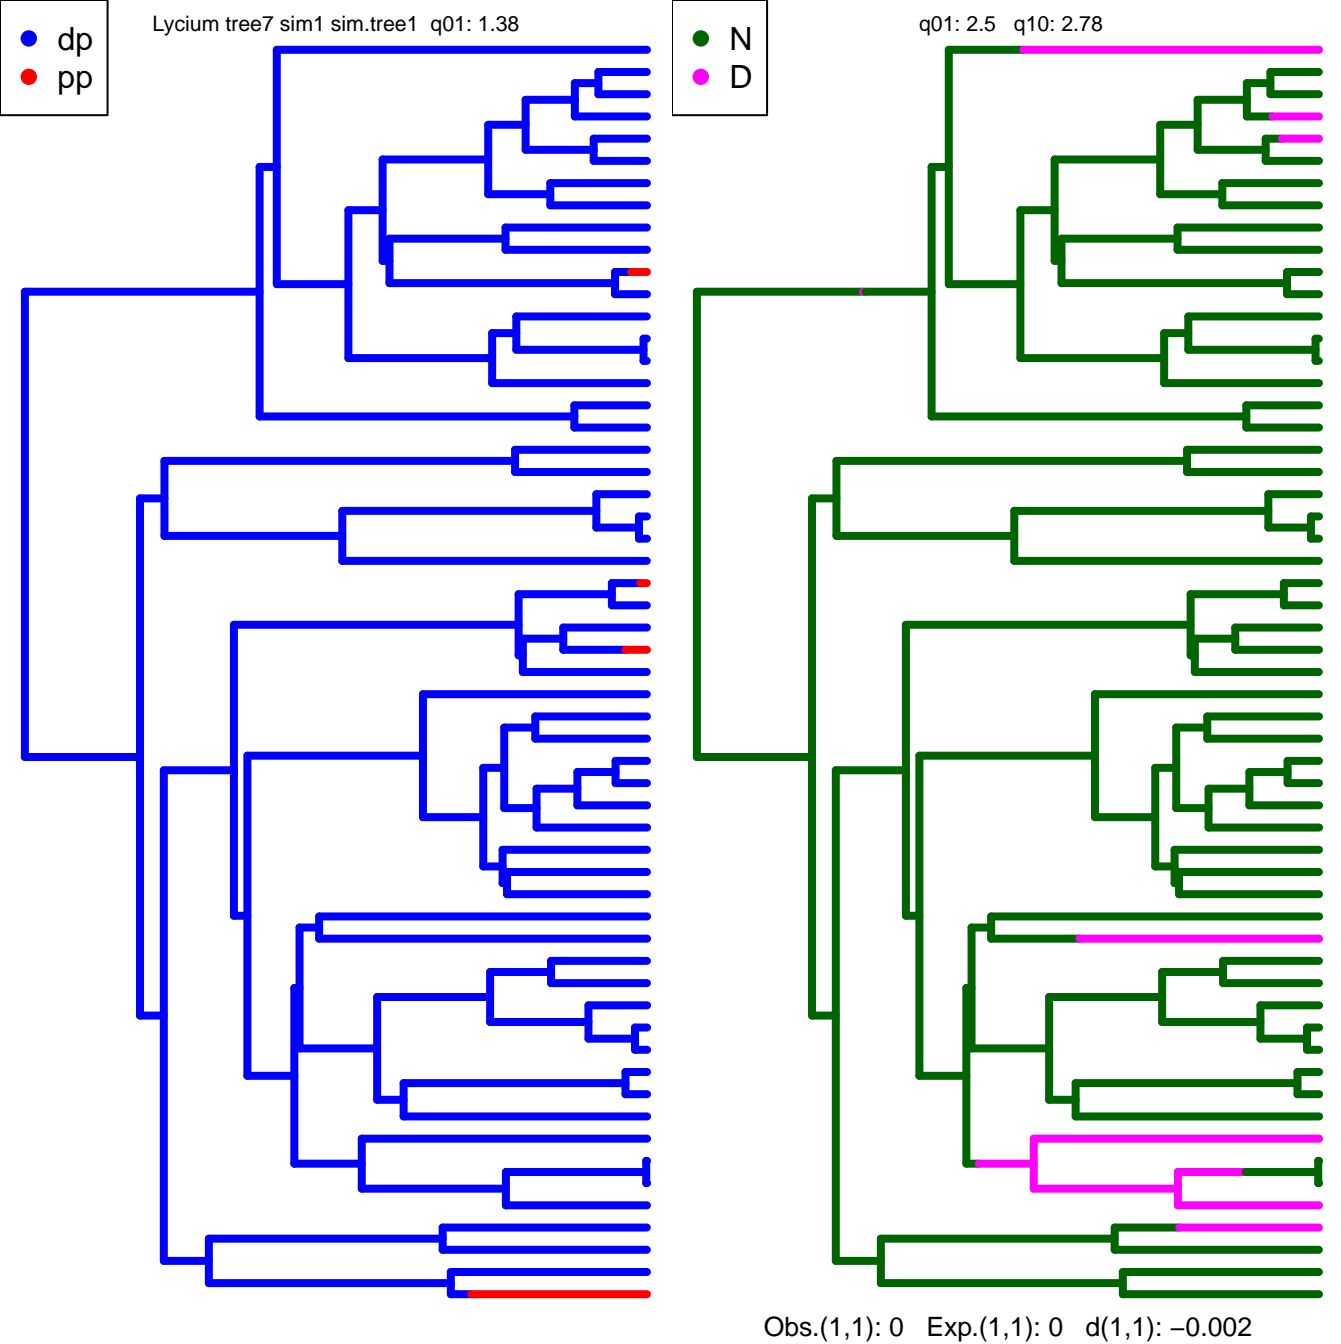 Lycium tree7 sim1 sim.tree1 q01: 1.38
dp
pp
q01: 2.5 q10: 2.78
N
D
Obs.(1,1): 0 Exp.(1,1): 0 d(1,1): −0.002